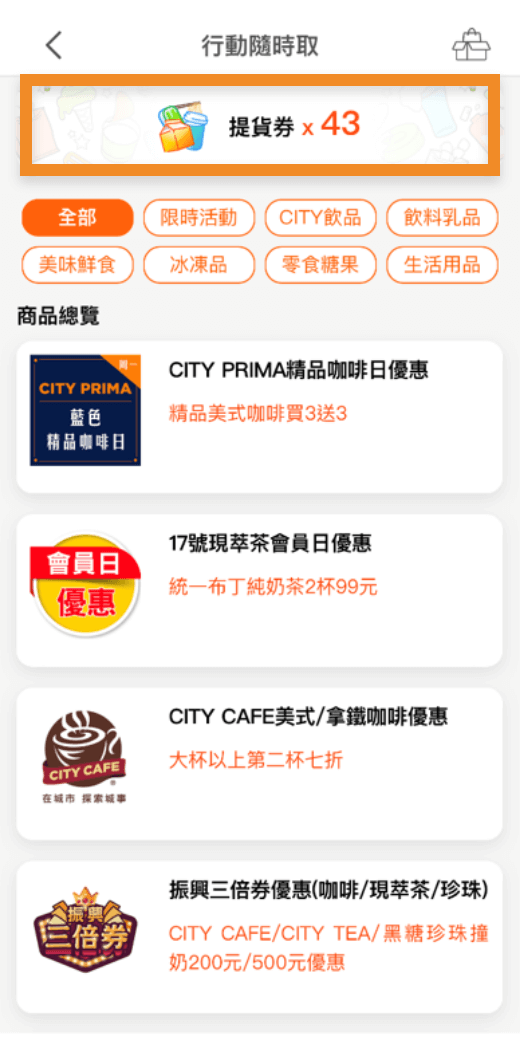 行動隨時取
提貨券 x 43
全部
限時活動
CITY飲品
飲料乳品
美味鮮食
冰凍品
零食糖果
生活用品
商品總覽
周一
CITY PRIMA
藍色
精品咖啡日
CITY PRIMA精品咖啡日優惠
精品美式咖啡買3送3
會員日
優惠
17號現萃茶會員日優惠
統一布丁純奶茶2杯99元
CITY CAFE
®
在城市 探索城事
CITY CAFE美式/拿鐵咖啡優惠
大杯以上第二杯七折
振興
三倍券
振興三倍券優惠(咖啡/現萃茶/珍珠)
CITY CAFE/CITY TEA/黑糖珍珠撞
奶200元/500元優惠